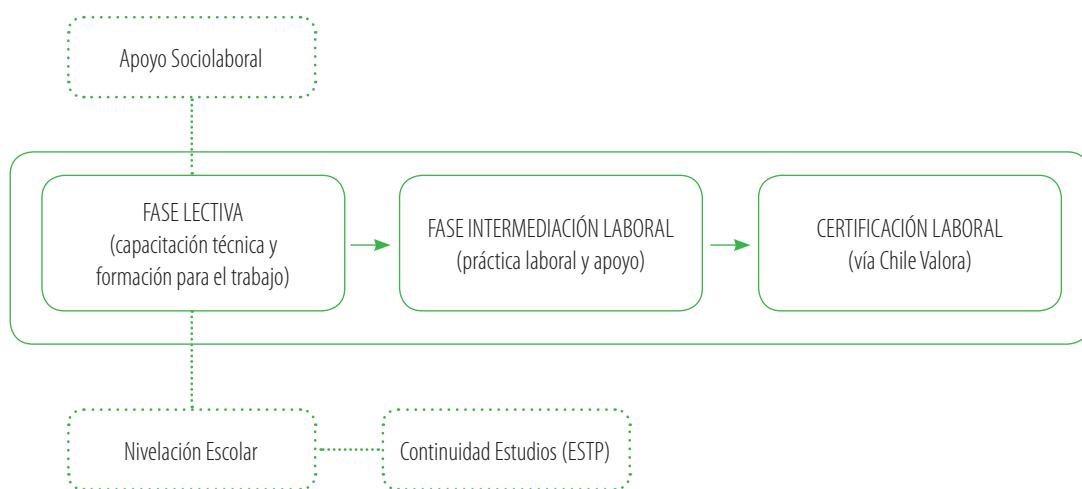 Apoyo Sociolaboral
FASE LECTIVA
(capacitación técnica y
formación para el trabajo)
FASE INTERMEDIACIÓN LABORAL
(práctica laboral y apoyo)
CERTIFICACIÓN LABORAL
(vía Chile Valora)
Nivelación Escolar
Continuidad Estudios (ESTP)